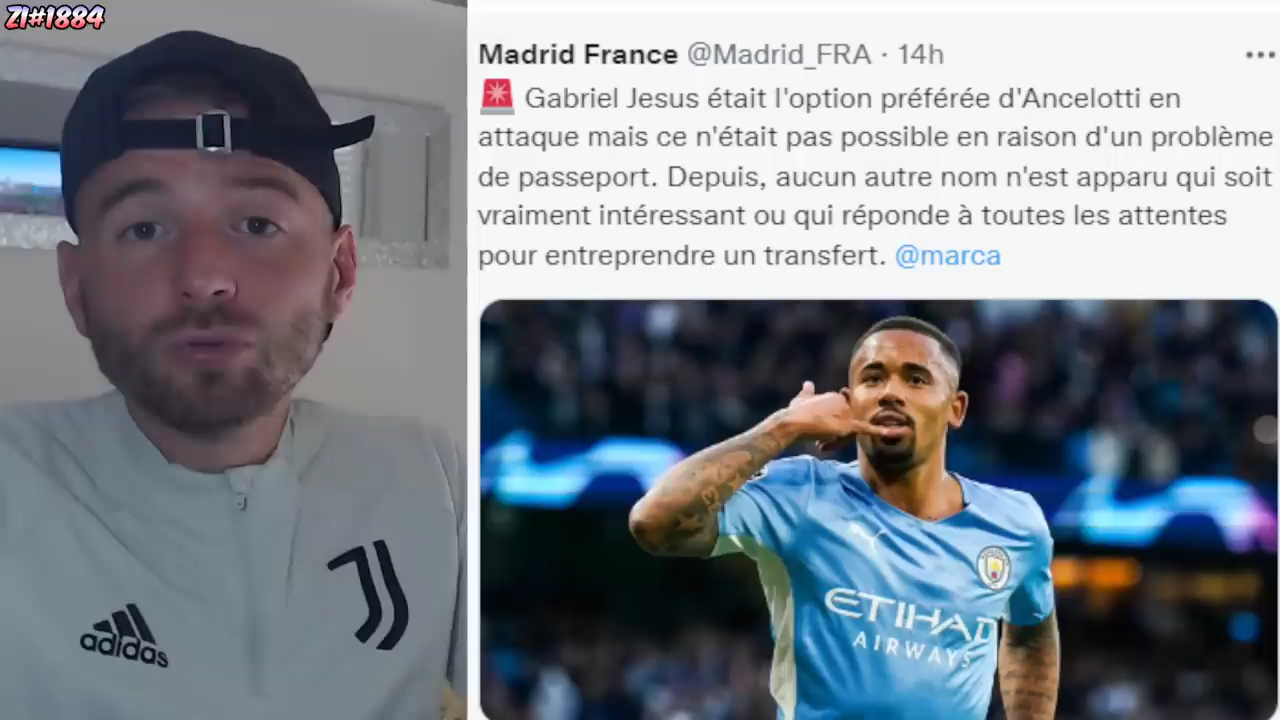 Z1#1884
Madrid France @Madrid_FRA · 14h
🚨 Gabriel Jesus était l'option préférée d'Ancelotti en
attaque mais ce n'était pas possible en raison d'un problème
de passeport. Depuis, aucun autre nom n'est apparu qui soit
vraiment intéressant ou qui réponde à toutes les attentes
pour entreprendre un transfert. @marca
adidas
ETIHAD
AIRWAYS